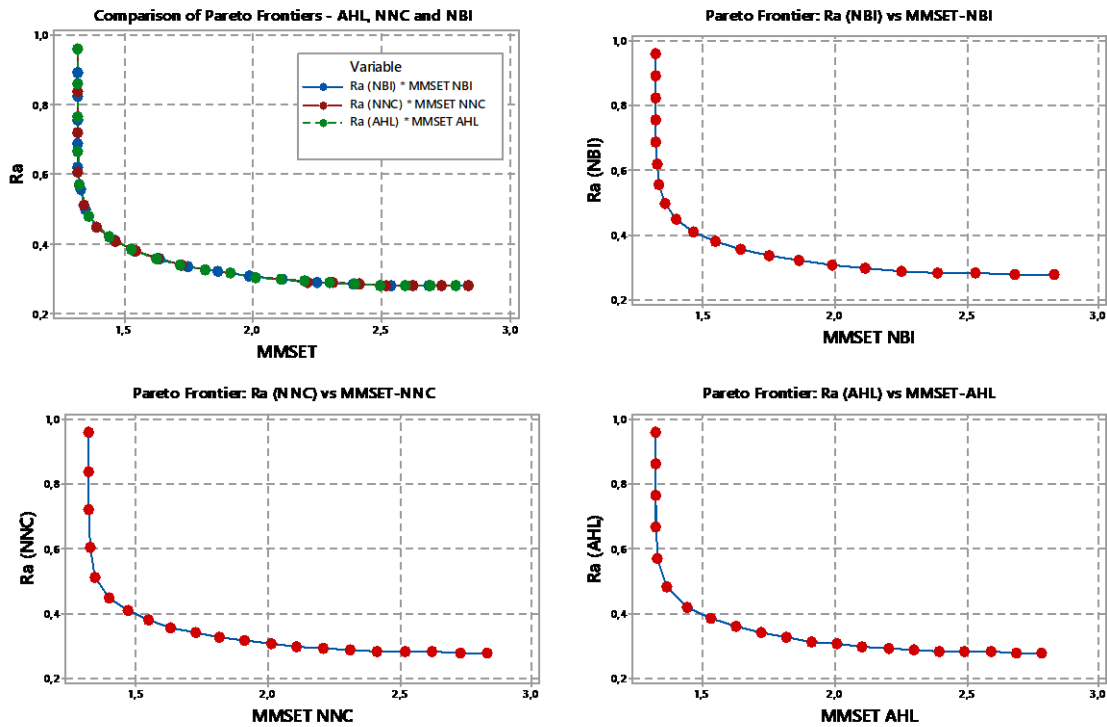 Comparison of Pareto Frontiers - AHL, NNC and NBI
1,0
0,8
0,6
0,4
0,2
Ra
Variable
Ra (NBI) * MMSET NBI
Ra (NNC) * MMSET NNC
Ra (AHL) * MMSET AHL
1,5
2,0
2,5
3,0
MMSET
Pareto Frontier: Ra (NBI) vs MMSET-NBI
1,0
0,8
0,6
0,4
0,2
Ra (NBI)
1,5
2,0
2,5
3,0
MMSET NBI
Pareto Frontier: Ra (NNC) vs MMSET-NNC
1,0
0,8
0,6
0,4
0,2
Ra (NNC)
1,5
2,0
2,5
3,0
MMSET NNC
Pareto Frontier: Ra (AHL) vs MMSET-AHL
1,0
0,8
0,6
0,4
0,2
Ra (AHL)
1,5
2,0
2,5
3,0
MMSET AHL